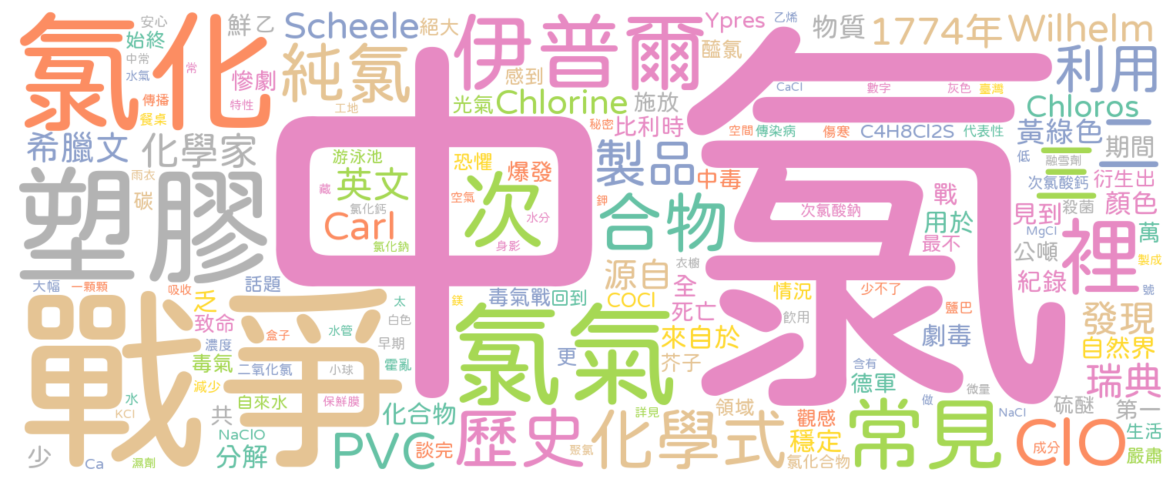 安心
始終
中常
水氣
傳播
餐桌
氯化
常
特性
鮮乙
慘劇
Scheele
純氯
工地
絕大
伊普爾
感到
光氣
Chlorine
施放
秘密
比利時
Ypres
乙烯
醯氯
CaCl
物質
數字
1774年
灰色
Wilhelm
臺灣
利用
Chloros
黃綠色
二
期間
空間
傳染病
傷寒
C4H8Cl2S
代表性
低
融雪劑
三
次氯酸鈣
衍生出
希臘文
化學家
雨衣
碳
塑膠
游泳池
英文
藏
氯化鈣
Carl
氯化鈉
中
恐懼
爆發
次
空氣
水分
身影
鉀
製品
中毒
合物
次氯酸鈉
氯
戰
用於
最不
見到
殺菌
顏色
MgCl
公噸
紀錄
萬
裡
製成
號
大幅
一顆顆
吸收
話題
乏
致命
濃度
毒氣
減少
盒子
水管
太
白色
早期
二氧化氯
小球
霍亂
自來水
保鮮膜
戰爭
水
KCl
少
Ca
濕劑
共
NaClO
分解
化合物
PVC
談完
毒氣戰
回到
鎂
氯氣
更
歷史
聚氯
源自
衣櫥
COCl
全
死亡
來自於
芥子
詳見
化學式
領域
情況
飲用
少不了
鹽巴
劇毒
含有
德軍
微量
做
觀感
穩定
氯化合物
常見
NaCl
發現
自然界
瑞典
硫醚
第一
ClO
成分
生活
嚴肅